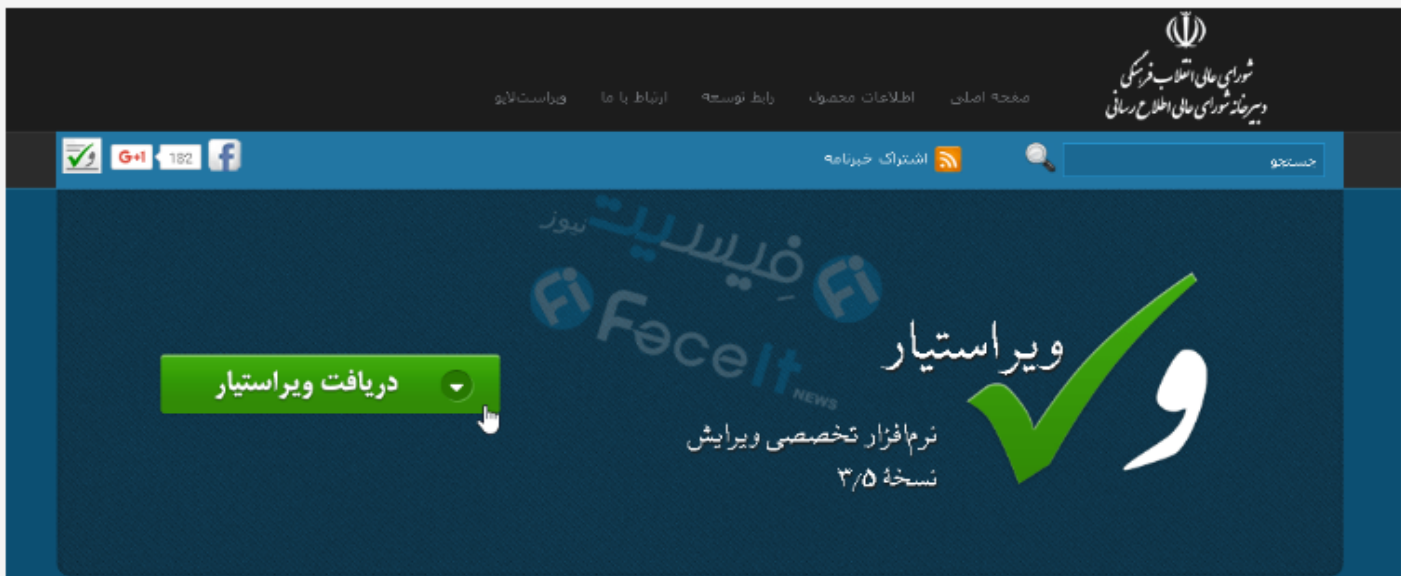 شورای عالی انقلاب فرهنگی
دبیرخانه شورای عالی اطلاع رسانی
صفحه اصلی اطلاعات محصول رابط توسعه ارتباط با ما ویراست‌لایو
جستجو
اشتراک خبرنامه
182
G+1
فِیسیت نیوز
FaceIt NEWS
و
ویراستیار
نرم‌افزار تخصصی ویرایش
نسخهٔ ۳/۵
دریافت ویراستیار